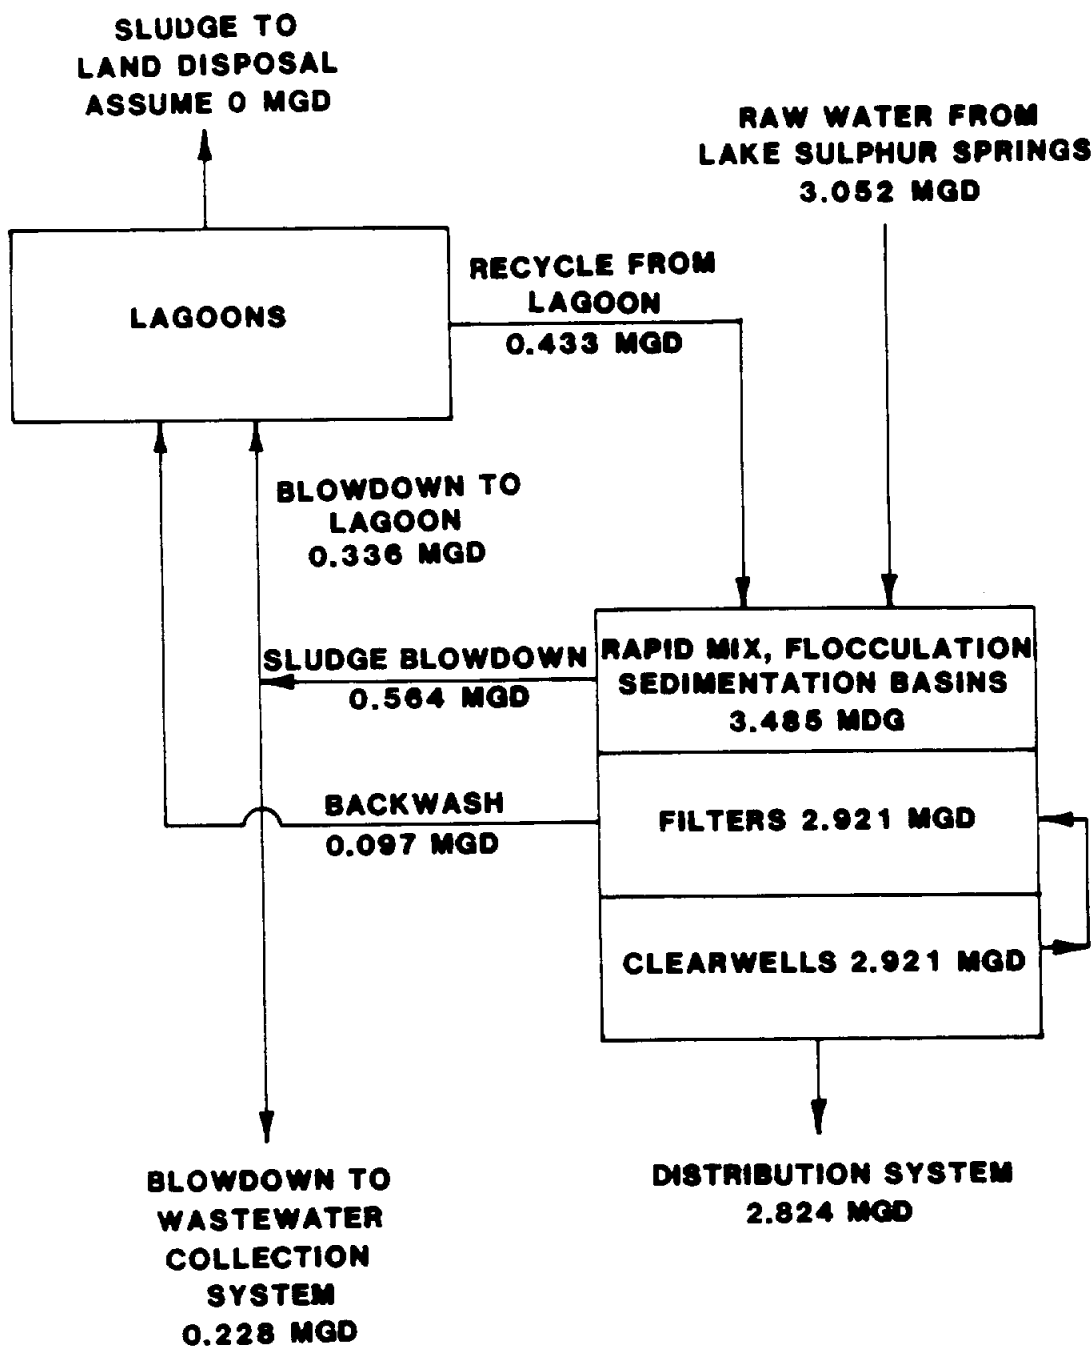 SLUDGE TO
LAND DISPOSAL
ASSUME 0 MGD
RAW WATER FROM
LAKE SULPHUR SPRINGS
3.052 MGD
LAGOONS
RECYCLE FROM
LAGOON
0.433 MGD
BLOWDOWN TO
LAGOON
0.336 MGD
SLUDGE BLOWDOWN
0.564 MGD
RAPID MIX, FLOCCULATION
SEDIMENTATION BASINS
3.485 MDG
BACKWASH
0.097 MGD
FILTERS 2.921 MGD
CLEARWELLS 2.921 MGD
BLOWDOWN TO
WASTEWATER
COLLECTION
SYSTEM
0.228 MGD
DISTRIBUTION SYSTEM
2.824 MGD